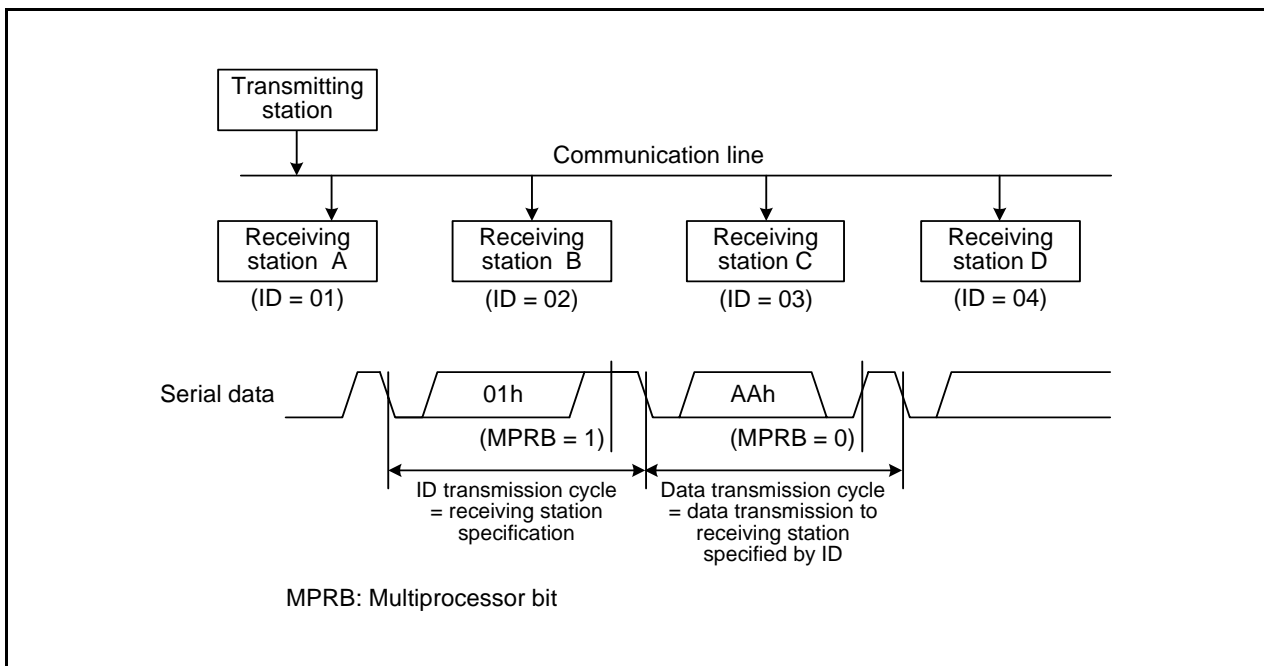 Transmitting
station
Communication line
Receiving
station A
Receiving
station B
Receiving
station C
Receiving
station D
(ID = 01)
(ID = 02)
(ID = 03)
(ID = 04)
Serial data
01h
AAh
(MPRB = 1)
(MPRB = 0)
ID transmission cycle
= receiving station
specification
Data transmission cycle
= data transmission to
receiving station
specified by ID
MPRB: Multiprocessor bit